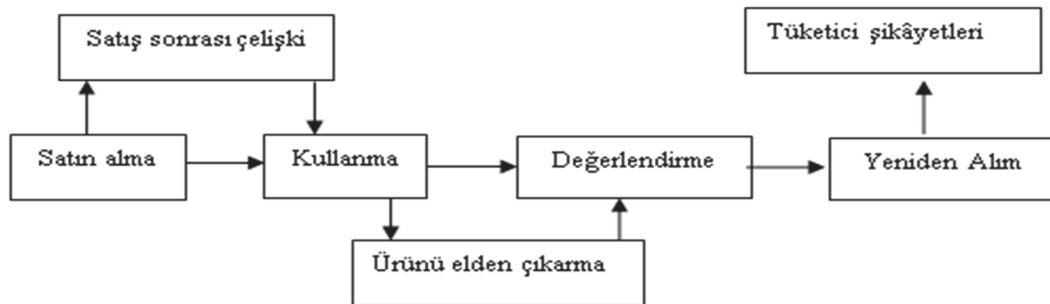 Satış sonrası çelişki
Tüketici şikâyetleri
Satın alma
Kullanma
Değerlendirme
Yeniden Alım
Ürünü elden çıkarma